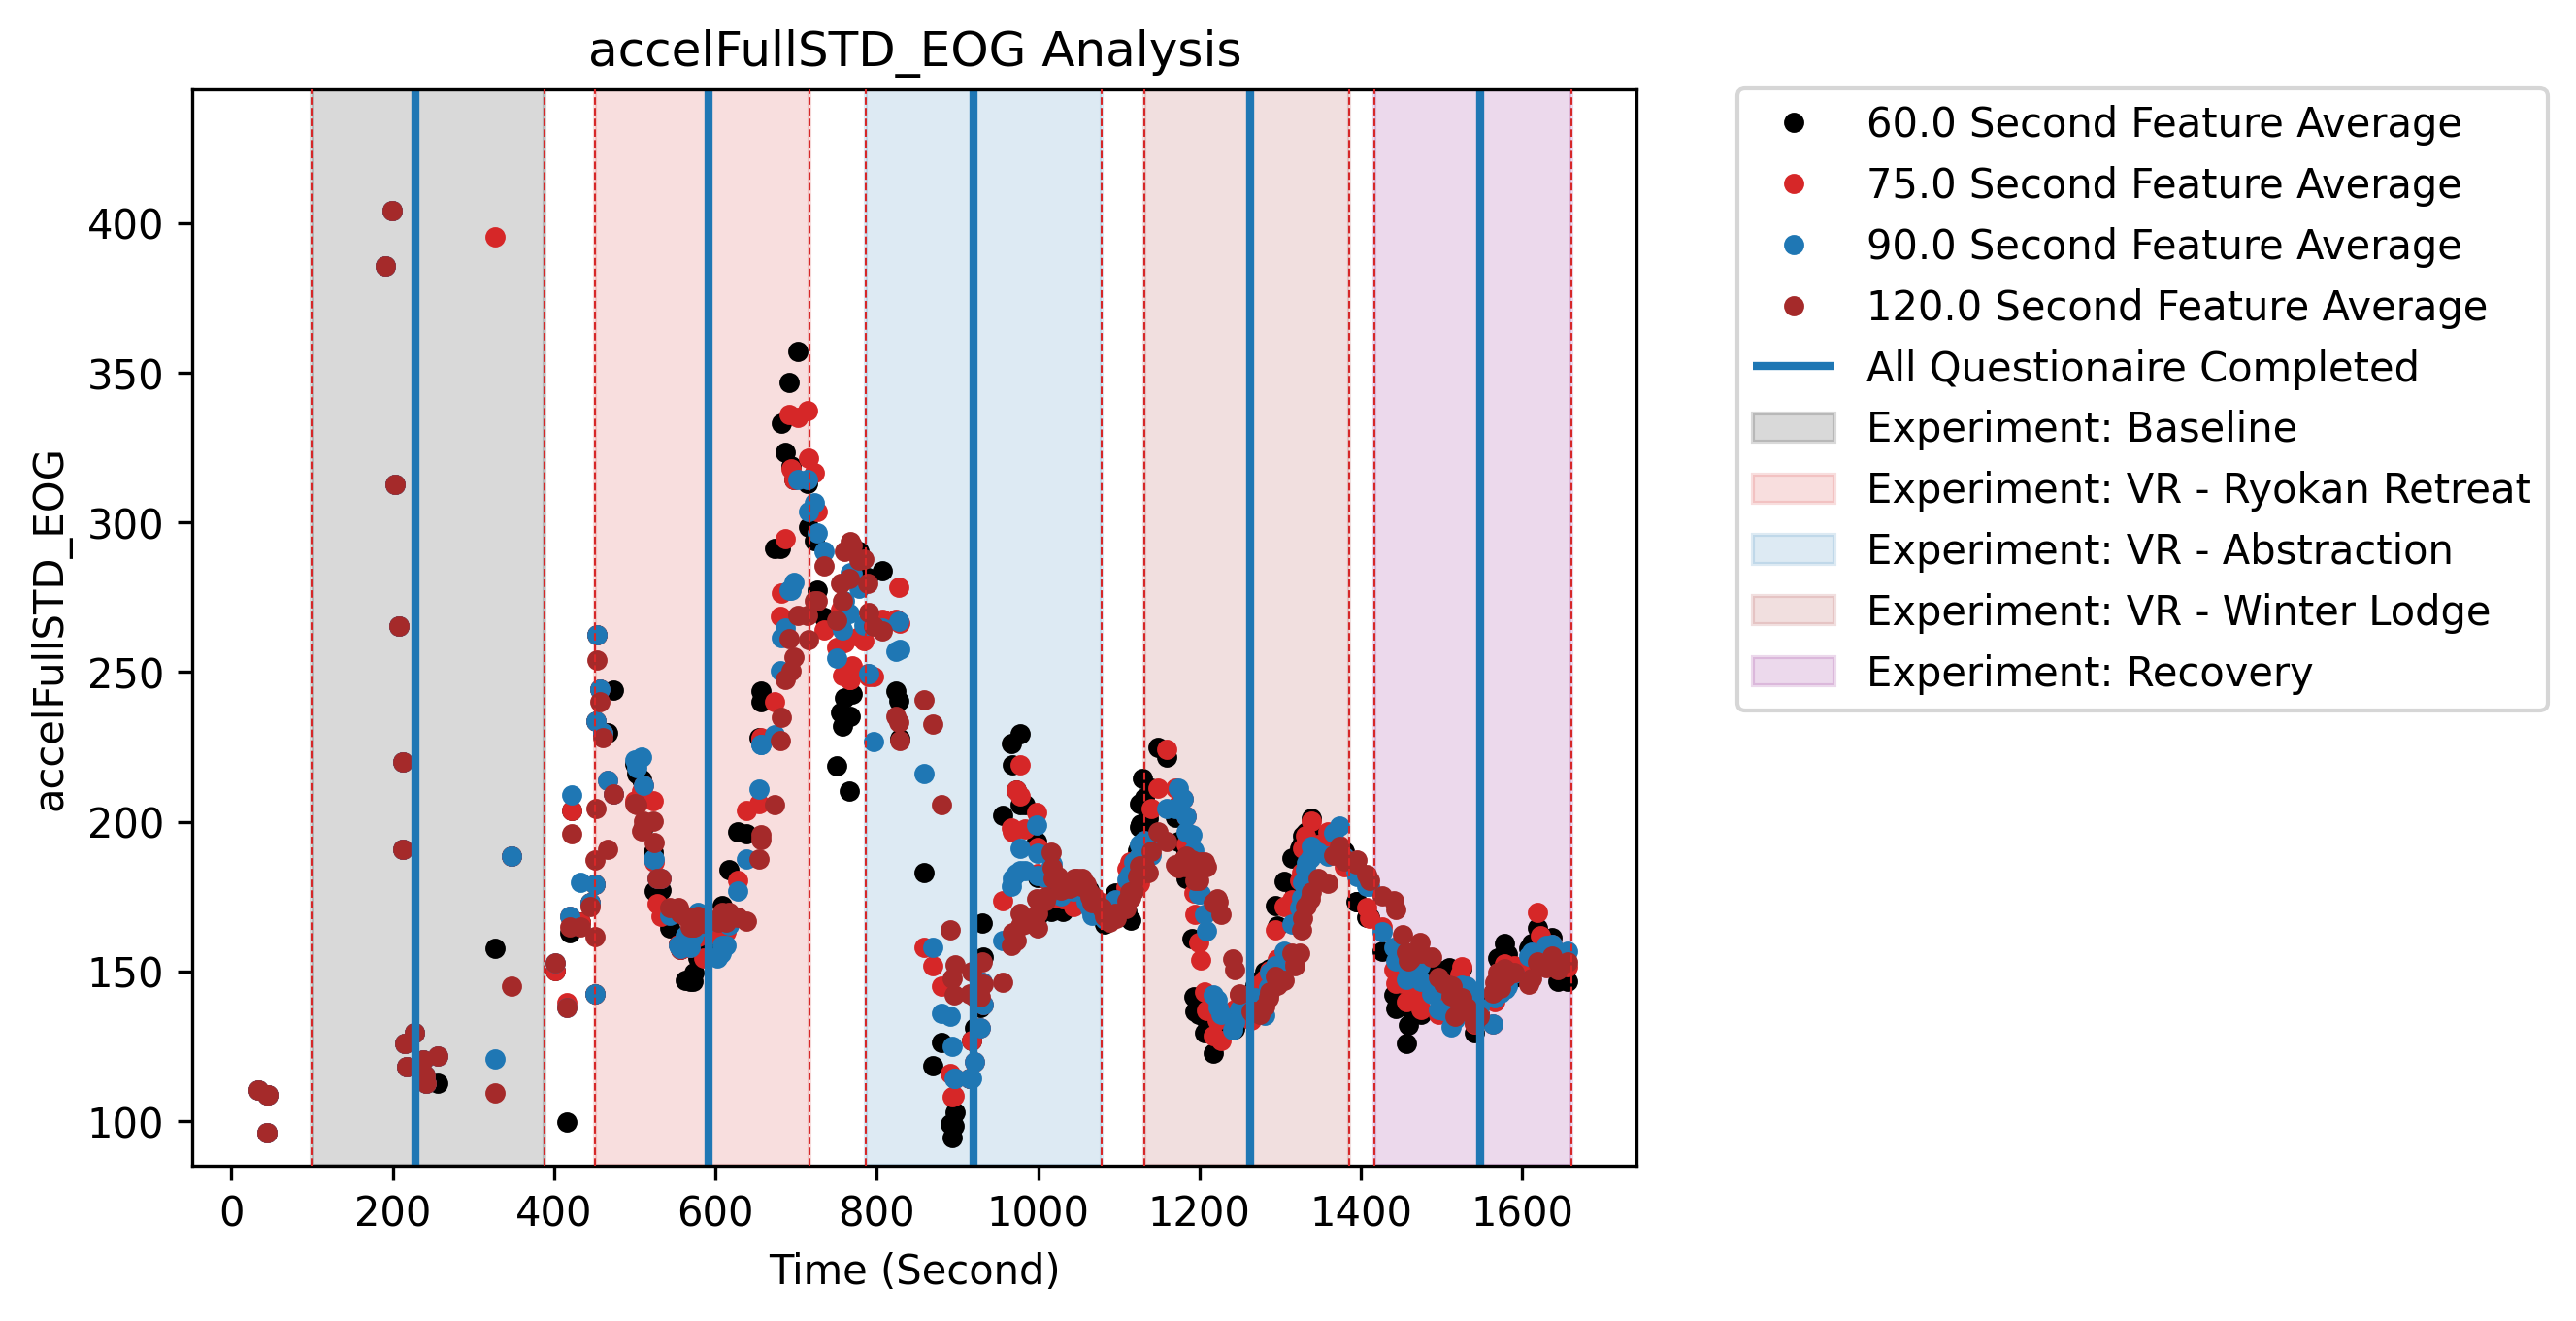 accelFullSTD_EOG Analysis
accelFullSTD_EOG
400
350
300
250
200
150
100
0 200 400 600 800 1000 1200 1400 1600
Time (Second)
60.0 Second Feature Average
75.0 Second Feature Average
90.0 Second Feature Average
120.0 Second Feature Average
All Questionaire Completed
Experiment: Baseline
Experiment: VR - Ryokan Retreat
Experiment: VR - Abstraction
Experiment: VR - Winter Lodge
Experiment: Recovery